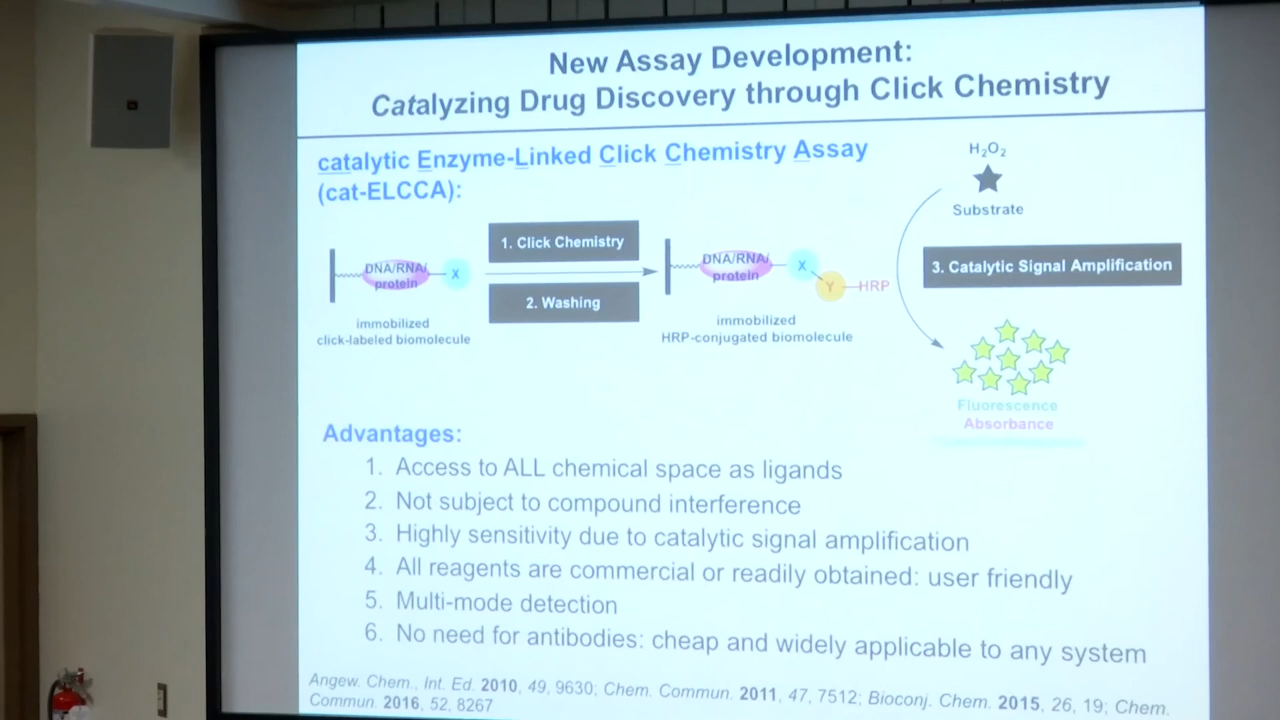 New Assay Development:
Catalyzing Drug Discovery through Click Chemistry
catalytic Enzyme-Linked Click Chemistry Assay
(cat-ELCCA):
H₂O₂
Substrate
1. Click Chemistry
2. Washing
3. Catalytic Signal Amplification
DNA/RNA/
protein
X
immobilized
click-labeled biomolecule
DNA/RNA/
protein
X
Y
HRP
immobilized
HRP-conjugated biomolecule
Fluorescence
Absorbance
Advantages:
1. Access to ALL chemical space as ligands
2. Not subject to compound interference
3. Highly sensitivity due to catalytic signal amplification
4. All reagents are commercial or readily obtained: user friendly
5. Multi-mode detection
6. No need for antibodies: cheap and widely applicable to any system
Angew. Chem., Int. Ed. 2010, 49, 9630; Chem. Commun. 2011, 47, 7512; Bioconj. Chem. 2015, 26, 19; Chem.
Commun. 2016, 52, 8267